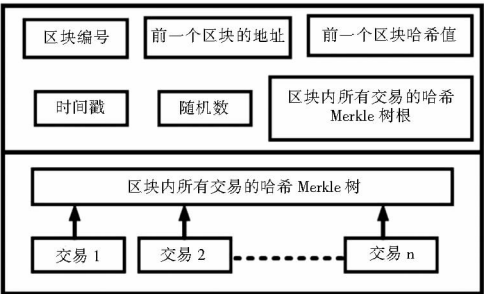 区块编号
前一个区块的地址
前一个区块哈希值
时间戳
随机数
区块内所有交易的哈希
Merkle 树根
区块内所有交易的哈希 Merkle 树
交易 1
交易 2
交易 n